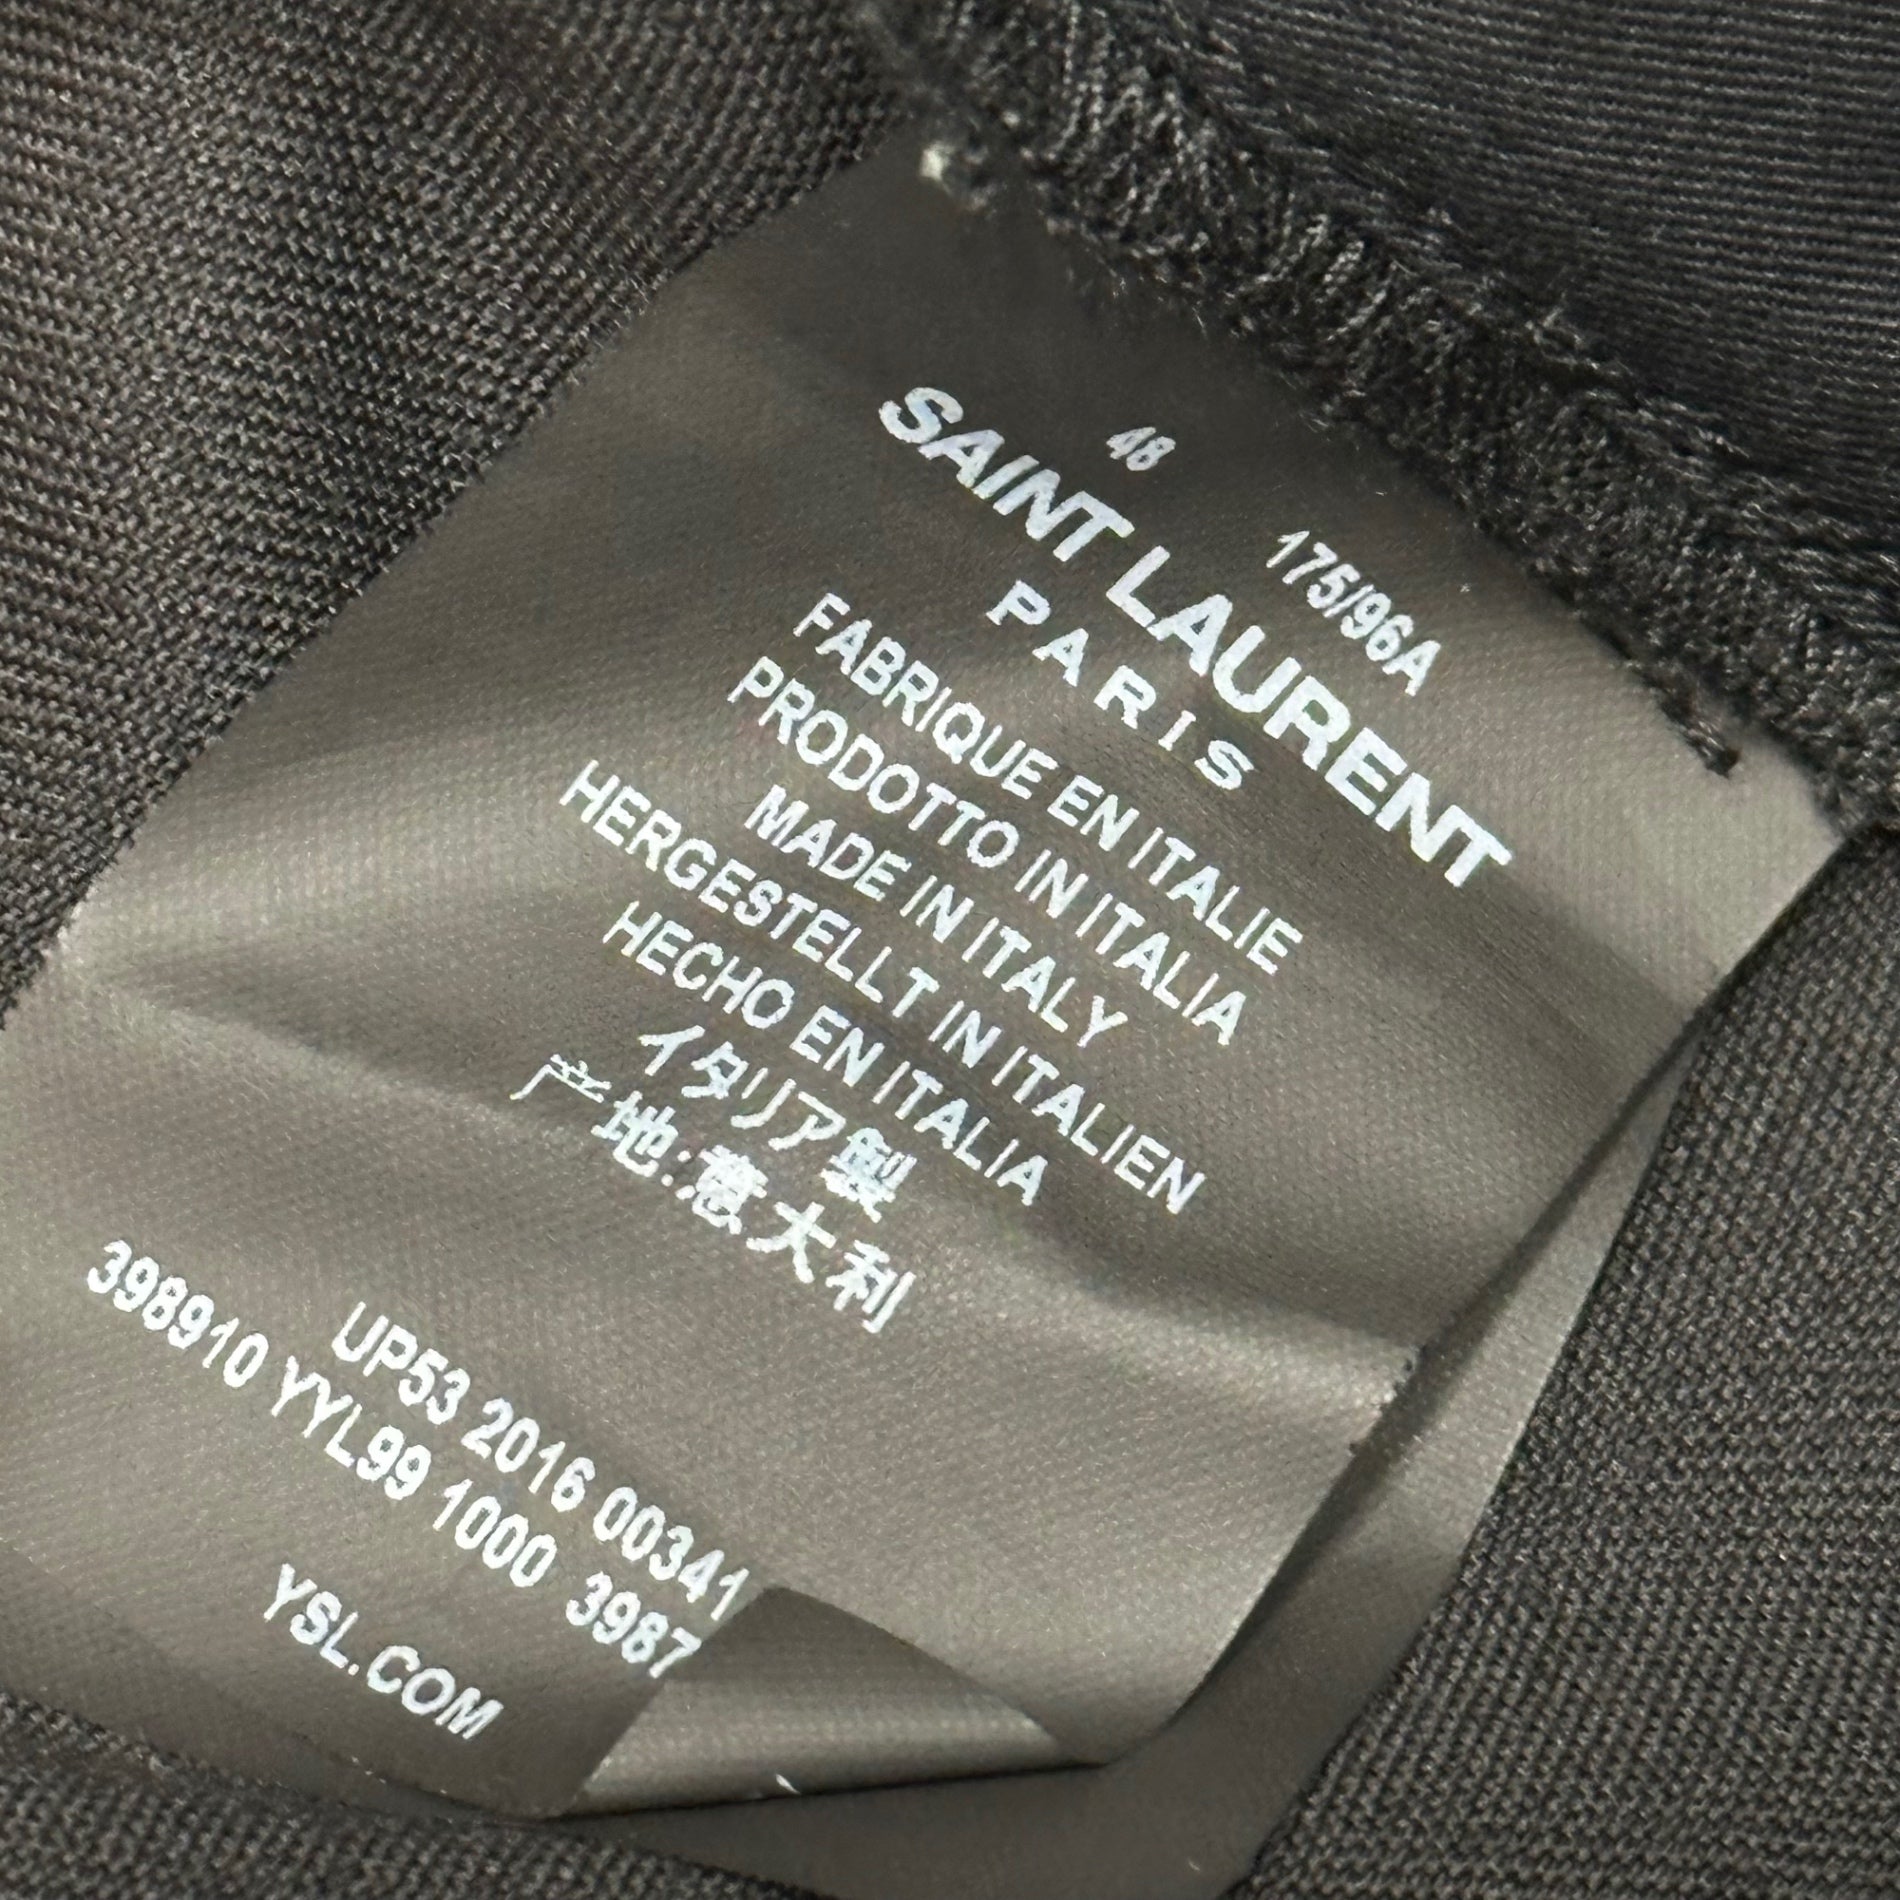 48 175/96A
SAINT LAURENT
PARIS
FABRIQUE EN ITALIE
PRODOTTO IN ITALIA
MADE IN ITALY
HERGESTELLT IN ITALIEN
HECHO EN ITALIA
イタリア製
产地:意大利
UP53 2016 00341
398910 YYL99 1000 3987
YSL.COM